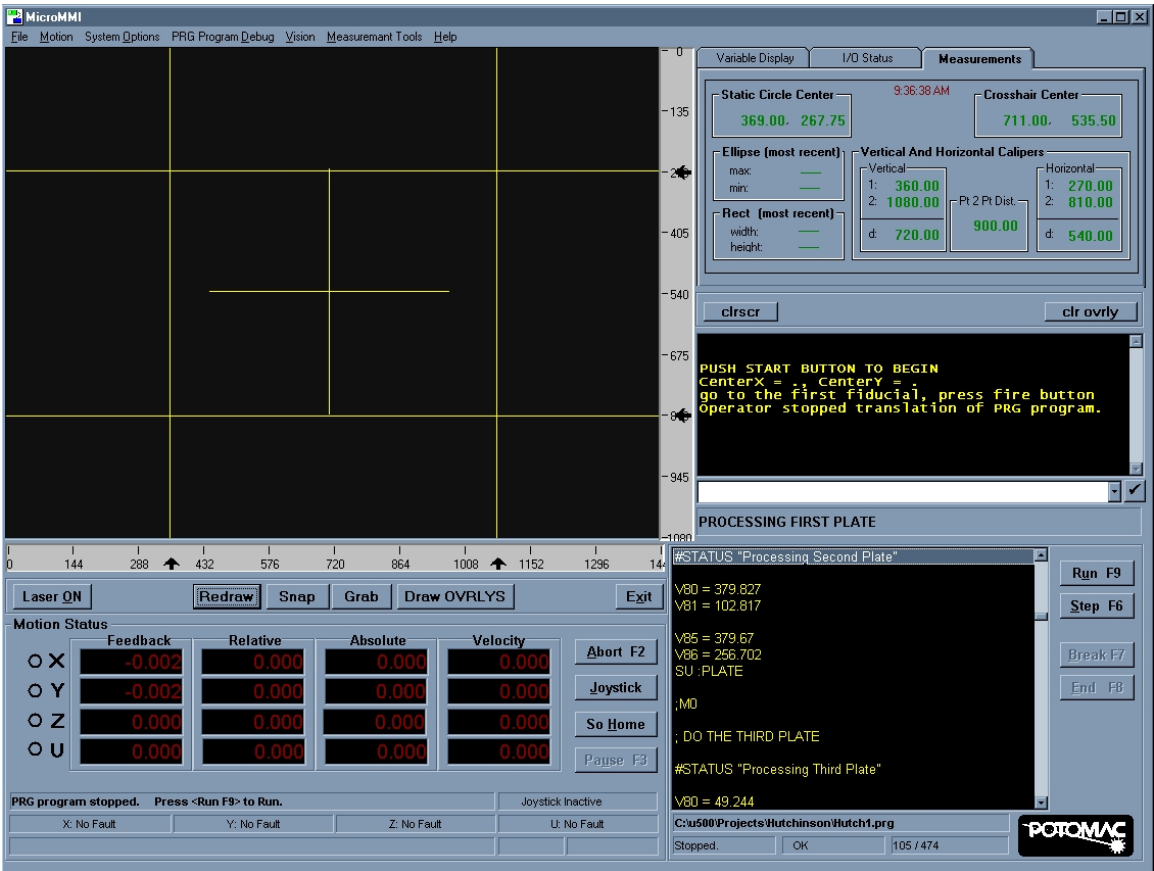 MicroMMI
File Motion System Options PRG Program Debug Vision Measuremant Tools Help
0
135
405
540
675
945
1080
0 144 288 432 576 720 864 1008 1152 1296 144
Variable Display I/O Status Measurements
9:36:38 AM
Static Circle Center
369.00, 267.75
Crosshair Center
711.00, 535.50
Ellipse (most recent)
max:
min:
Rect (most recent)
width:
height:
Vertical And Horizontal Calipers
Vertical
1: 360.00
2: 1080.00
d: 720.00
Pt 2 Pt Dist.
900.00
Horizontal
1: 270.00
2: 810.00
d: 540.00
clrscr clr ovrly
PUSH START BUTTON TO BEGIN
CenterX = ., CenterY = .
go to the first fiducial, press fire button
Operator stopped translation of PRG program.
PROCESSING FIRST PLATE
Laser ON Redraw Snap Grab Draw OVRLYS Exit
Motion Status
Feedback Relative Absolute Velocity
X -0.002 0.000 0.000 0.000
Y -0.002 0.000 0.000 0.000
Z 0.000 0.000 0.000 0.000
U 0.000 0.000 0.000 0.000
Abort F2
Joystick
So Home
Pause F3
PRG program stopped. Press <Run F9> to Run. Joystick Inactive
X: No Fault Y: No Fault Z: No Fault U: No Fault
#STATUS "Processing Second Plate"
V80 = 379.827
V81 = 102.817
V85 = 379.67
V86 = 256.702
SU :PLATE
;M0
; DO THE THIRD PLATE
#STATUS "Processing Third Plate"
V80 = 49.244
Run F9
Step F6
Break F7
End F8
C:\u500\Projects\Hutchinson\Hutch1.prg
Stopped. OK 105 / 474
POTOMAC